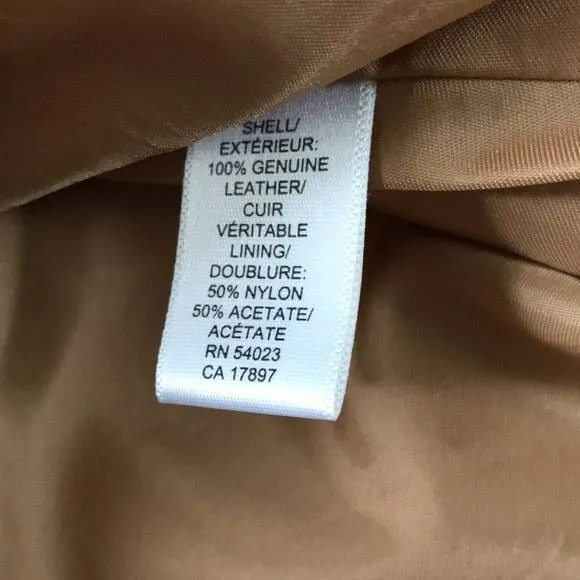 SHELL/
EXTÉRIEUR:
100% GENUINE
LEATHER/
CUIR
VÉRITABLE
LINING/
DOUBLURE:
50% NYLON
50% ACETATE/
ACÉTATE
RN 54023
CA 17897